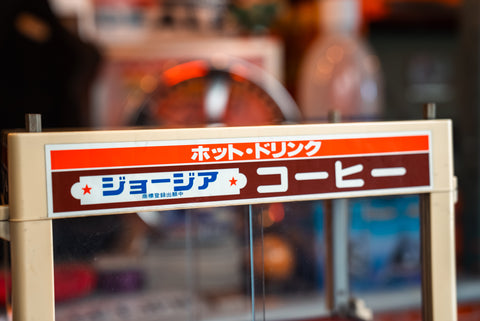 ホット・ドリンク
ジョージア コーヒー
商標登録出願中